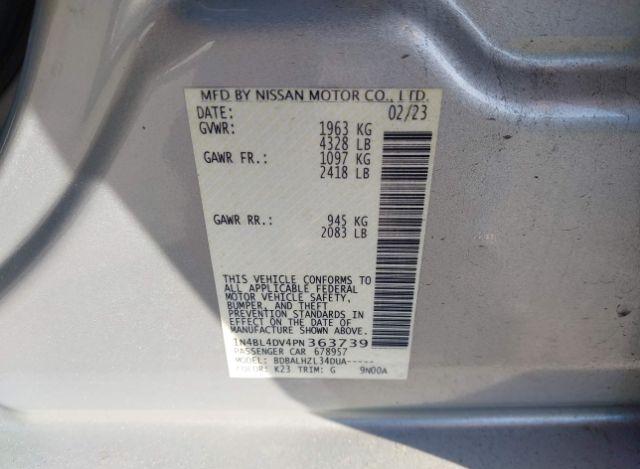 MFD BY NISSAN MOTOR CO., LTD.
DATE: 02/23
GVWR: 1963 KG
4328 LB
GAWR FR.: 1097 KG
2418 LB
GAWR RR.: 945 KG
2083 LB
THIS VEHICLE CONFORMS TO
ALL APPLICABLE FEDERAL
MOTOR VEHICLE SAFETY,
BUMPER, AND THEFT
PREVENTION STANDARDS IN
EFFECT ON THE DATE OF
MANUFACTURE SHOWN ABOVE.
1N4BL4DV4PN363739
PASSENGER CAR 678957
MODEL: BDBALHZL34DUA-----
COLOR: K23 TRIM: G 9N00A